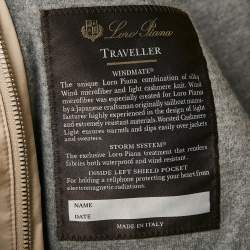 Loro Piana
TRAVELLER
WINDMATE®
The unique Loro Piana combination of silky
Wind microfiber and light cashmere knit. Wind
microfiber was especially created for Loro Piana
by a Japanese craftsman originally without manu-
facturer highly experienced in the design of light
and extremely resistant materials. Worsted Cashmere
Light ensures warmth and slips easily over jackets
and sweaters.
STORM SYSTEM®
The exclusive Loro Piana treatment that renders
fabrics both waterproof and wind resistant.
INSIDE LEFT SHIELD POCKET
For holding a cellphone protecting your heart from
electromagnetic radiations.
NAME
DATE
MADE IN ITALY